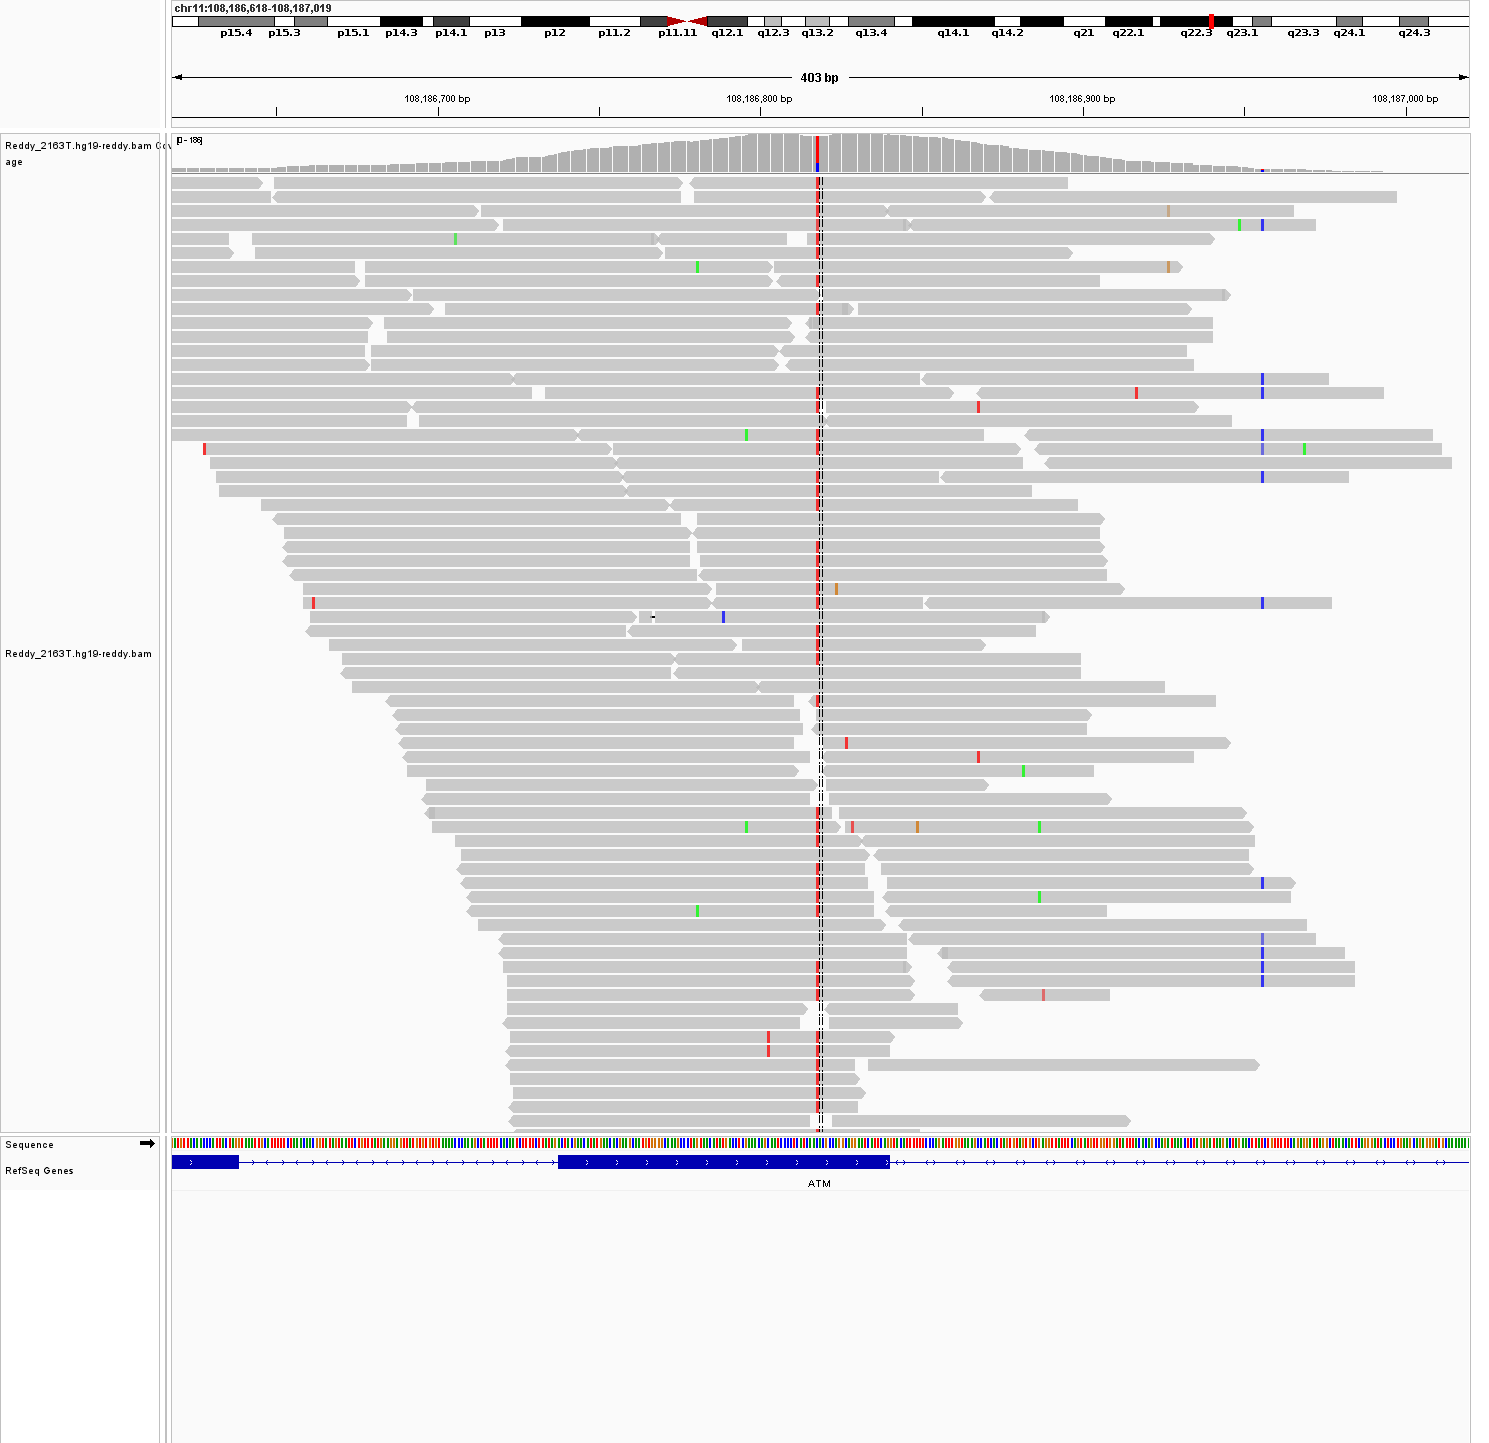 chr11:108,186,618-108,187,019
p15.4 p15.3 p15.1 p14.3 p14.1 p13 p12 p11.2 p11.11 q12.1 q12.3 q13.2 q13.4 q14.1 q14.2 q21 q22.1 q22.3 q23.1 q23.3 q24.1 q24.3
403 bp
108,186,700 bp 108,186,800 bp 108,186,900 bp 108,187,000 bp
Reddy_2163T.hg19-reddy.bam Cov
age
[0 - 186]
Reddy_2163T.hg19-reddy.bam
Sequence
RefSeq Genes
ATM